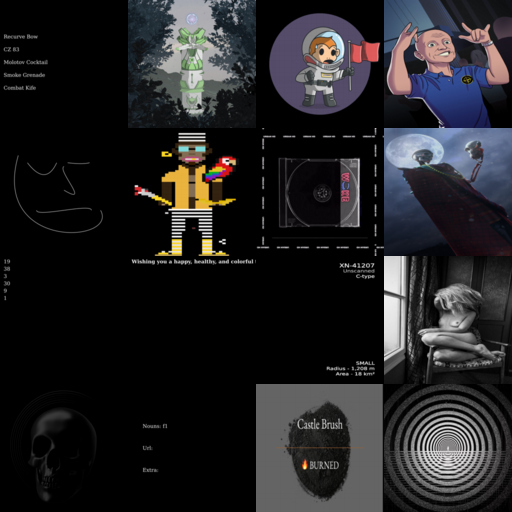 Recurve Bow
CZ 83
Molotov Cocktail
Smoke Grenade
Combat Kife
Wishing you a happy, healthy, and colorful
19
38
3
30
9
1
XN-41207
Unscanned
C-type
SMALL
Radius - 1,208 m
Area - 18 km²
Nouns: f1
Url:
Extra:
Castle Brush
BURNED